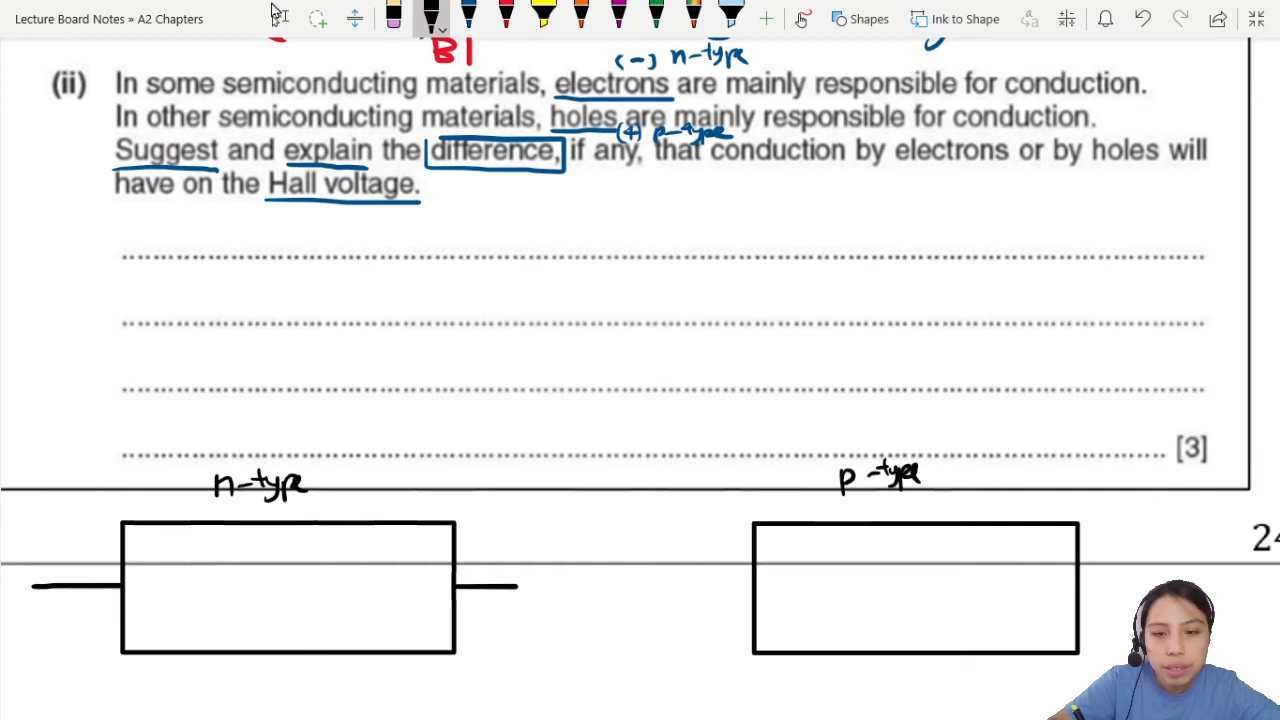 Lecture Board Notes » A2 Chapters
Shapes
Ink to Shape
B1
(-) n-type
(ii) In some semiconducting materials, electrons are mainly responsible for conduction.
In other semiconducting materials, holes are mainly responsible for conduction.
(+) p-type
Suggest and explain the difference, if any, that conduction by electrons or by holes will
have on the Hall voltage.
[3]
n-type
p-type